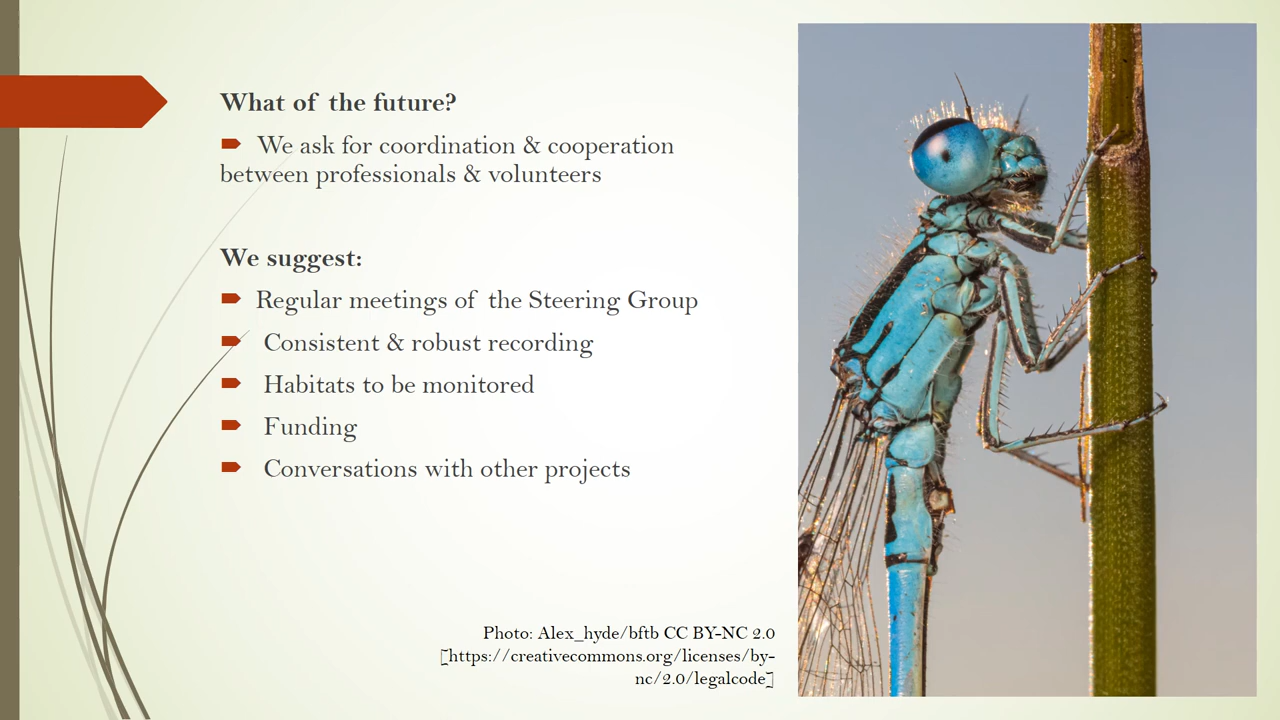 What of the future?
We ask for coordination & cooperation
between professionals & volunteers
We suggest:
Regular meetings of the Steering Group
Consistent & robust recording
Habitats to be monitored
Funding
Conversations with other projects
Photo: Alex_hyde/bftb CC BY-NC 2.0
[https://creativecommons.org/licenses/by-
nc/2.0/legalcode]